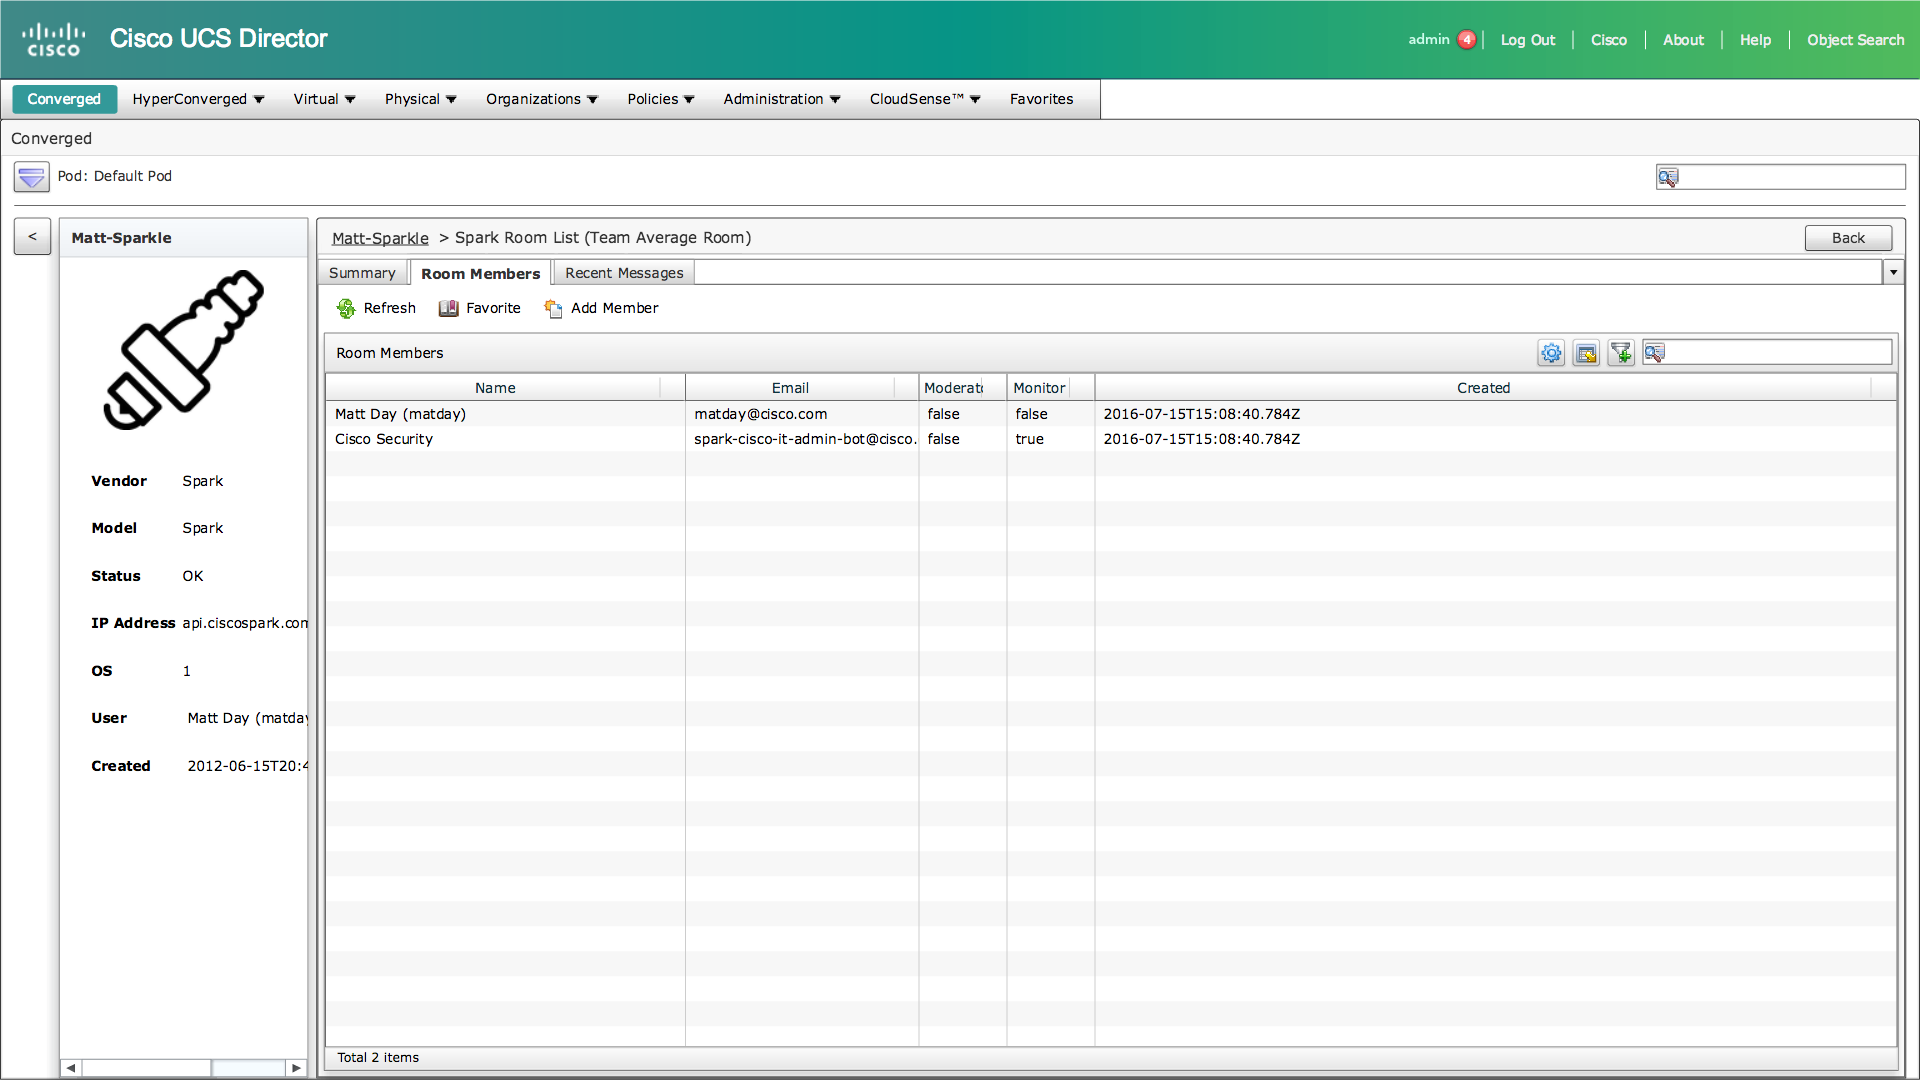 cisco
Cisco UCS Director
admin 4 Log Out Cisco About Help Object Search
Converged HyperConverged Virtual Physical Organizations Policies Administration CloudSense™ Favorites
Converged
Pod: Default Pod
<
Matt-Sparkle
Vendor Spark
Model Spark
Status OK
IP Address api.ciscospark.com
OS 1
User Matt Day (matday
Created 2012-06-15T20:4
Matt-Sparkle > Spark Room List (Team Average Room)
Back
Summary Room Members Recent Messages
Refresh Favorite Add Member
Room Members
Name Email Moderato Monitor Created
Matt Day (matday) matday@cisco.com false false 2016-07-15T15:08:40.784Z
Cisco Security spark-cisco-it-admin-bot@cisco. false true 2016-07-15T15:08:40.784Z
Total 2 items